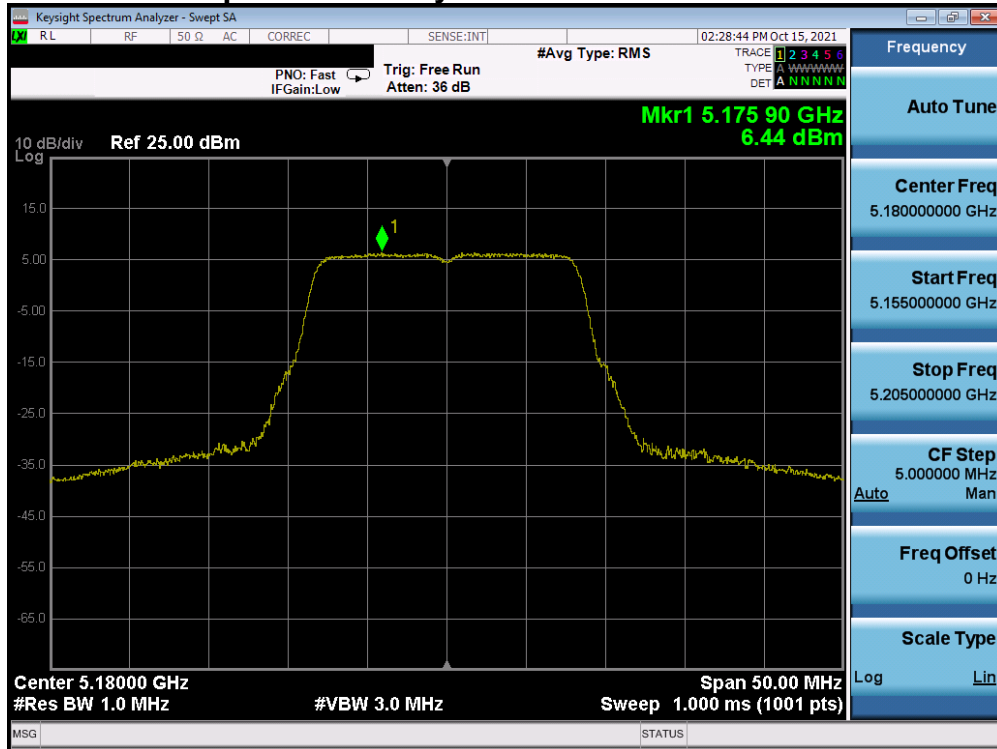 Keysight Spectrum Analyzer - Swept SA
LXI RL RF 50 Ω AC CORREC SENSE:INT 02:28:44 PM Oct 15, 2021
#Avg Type: RMS TRACE 1 2 3 4 5 6
PNO: Fast Trig: Free Run TYPE A WWWWW
IFGain:Low Atten: 36 dB DET A N N N N N
Mkr1 5.175 90 GHz
6.44 dBm
10 dB/div Ref 25.00 dBm
Log
1
15.0
5.00
-5.00
-15.0
-25.0
-35.0
-45.0
-55.0
-65.0
Center 5.18000 GHz Span 50.00 MHz
#Res BW 1.0 MHz #VBW 3.0 MHz Sweep 1.000 ms (1001 pts)
MSG STATUS
Frequency
Auto Tune
Center Freq
5.180000000 GHz
Start Freq
5.155000000 GHz
Stop Freq
5.205000000 GHz
CF Step
5.000000 MHz
Auto Man
Freq Offset
0 Hz
Scale Type
Log Lin